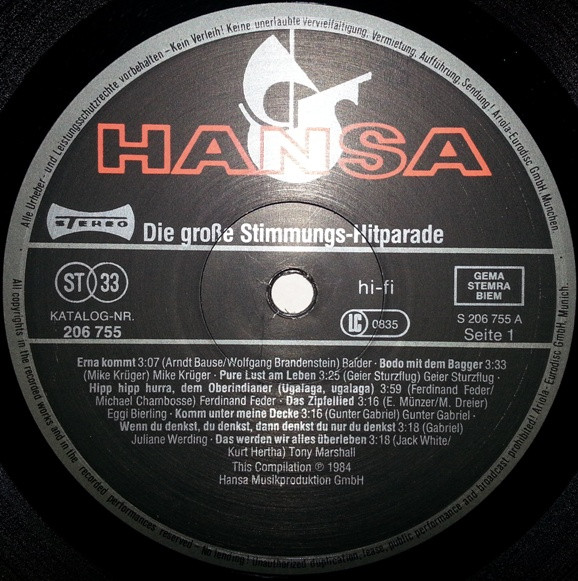 Alle Urheber- und Leistungsschutzrechte vorbehalten - Kein Verleih! Keine unerlaubte Vervielfältigung, Vermietung, Aufführung, Sendung! Ariola-Eurodisc GmbH, München.
HANSA
STEREO
Die große Stimmungs-Hitparade
ST 33
hi-fi
GEMA
STEMRA
BIEM
KATALOG-NR.
206 755
LC 0835
S 206 755 A
Seite 1
Erna kommt 3:07 (Arndt Bause/Wolfgang Brandenstein) Balder · Bodo mit dem Bagger 3:33
(Mike Krüger) Mike Krüger · Pure Lust am Leben 3:25 (Geier Sturzflug) Geier Sturzflug ·
Hipp hipp hurra, dem Oberindianer (Ugalaga, ugalaga) 3:59 (Ferdinand Feder/
Michael Chambosse) Ferdinand Feder · Das Zipfellied 3:16 (E. Münzer/M. Dreier)
Eggi Bierling · Komm unter meine Decke 3:16 (Gunter Gabriel) Gunter Gabriel ·
Wenn du denkst, du denkst, dann denkst du nur du denkst 3:18 (Gabriel)
Juliane Werding · Das werden wir alles überleben 3:18 (Jack White/
Kurt Hertha) Tony Marshall
This Compilation ℗ 1984
Hansa Musikproduktion GmbH
All copyrights in the recorded works and in the recorded performances reserved - No lending! Unauthorized duplication, lease, public performance and broadcast prohibited! Ariola-Eurodisc GmbH, Munich.